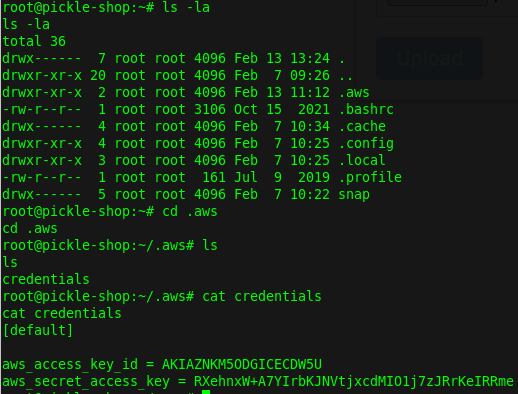 root@pickle-shop:~# ls -la
ls -la
total 36
drwx------  7 root root 4096 Feb 13 13:24 .
drwxr-xr-x 20 root root 4096 Feb  7 09:26 ..
drwxr-xr-x  2 root root 4096 Feb 13 11:12 .aws
-rw-r--r--  1 root root 3106 Oct 15  2021 .bashrc
drwx------  4 root root 4096 Feb  7 10:34 .cache
drwxr-xr-x  4 root root 4096 Feb  7 10:25 .config
drwxr-xr-x  3 root root 4096 Feb  7 10:25 .local
-rw-r--r--  1 root root  161 Jul  9  2019 .profile
drwx------  5 root root 4096 Feb  7 10:22 snap
Upload
root@pickle-shop:~# cd .aws
cd .aws
root@pickle-shop:~/.aws# ls
ls
credentials
root@pickle-shop:~/.aws# cat credentials
cat credentials
[default]
aws_access_key_id = AKIAZNKM5ODGICECDW5U
aws_secret_access_key = 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